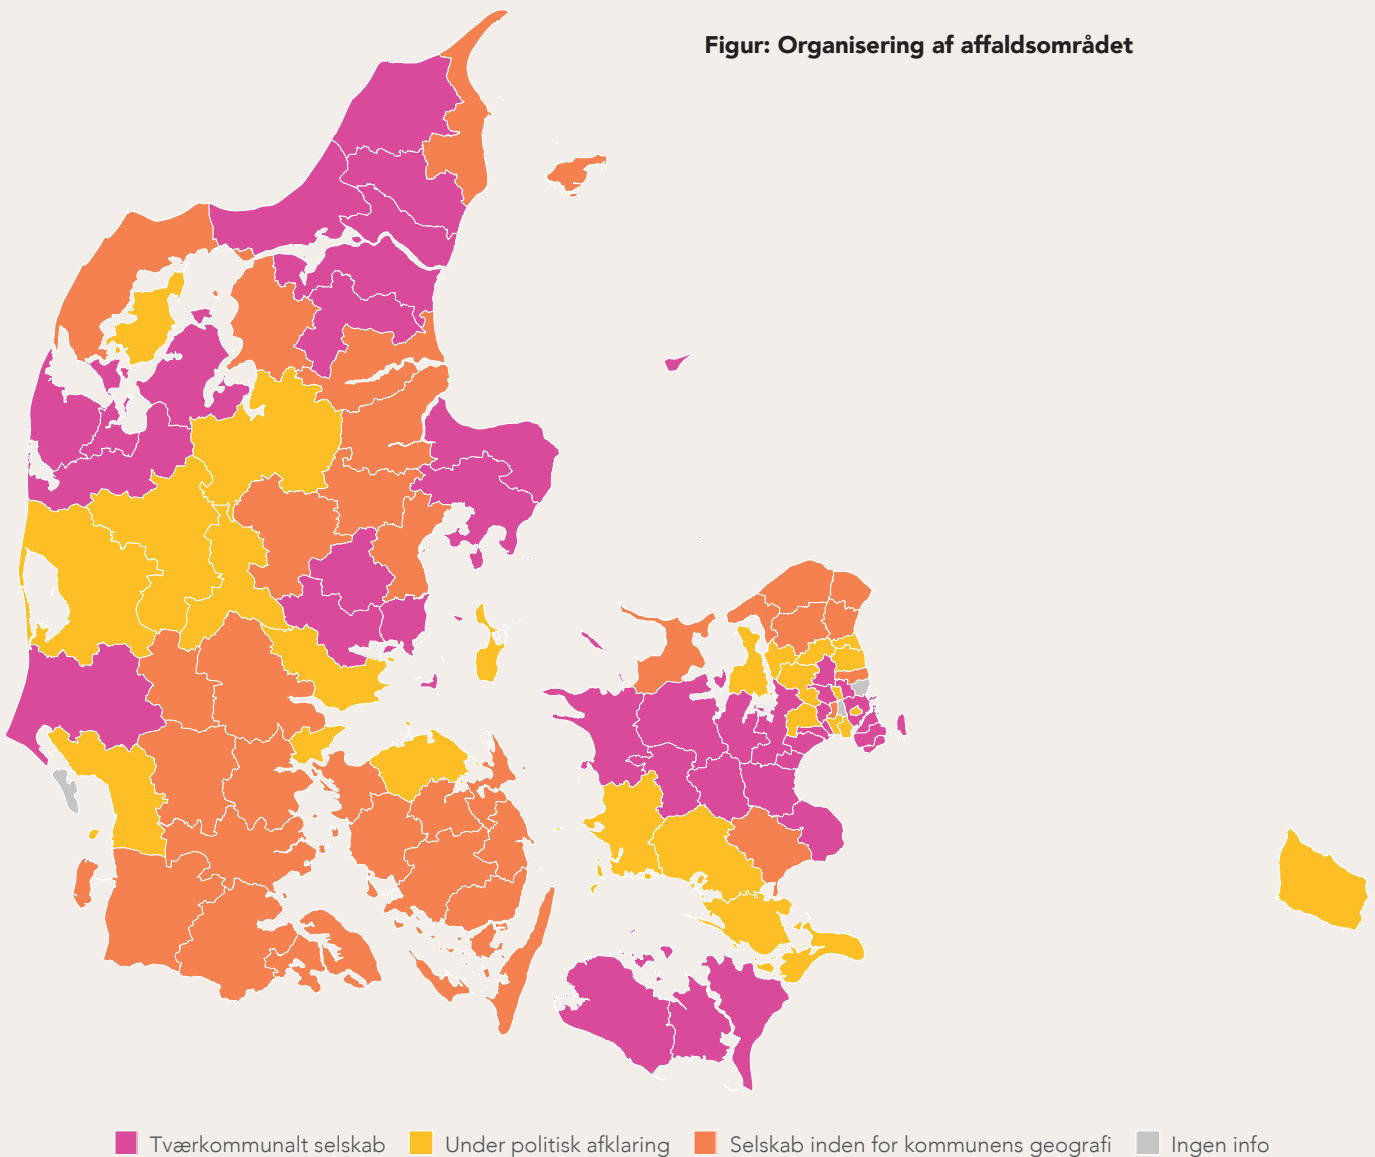 Figur: Organisering af affaldsområdet
Tværkommunalt selskab Under politisk afklaring Selskab inden for kommunens geografi Ingen info